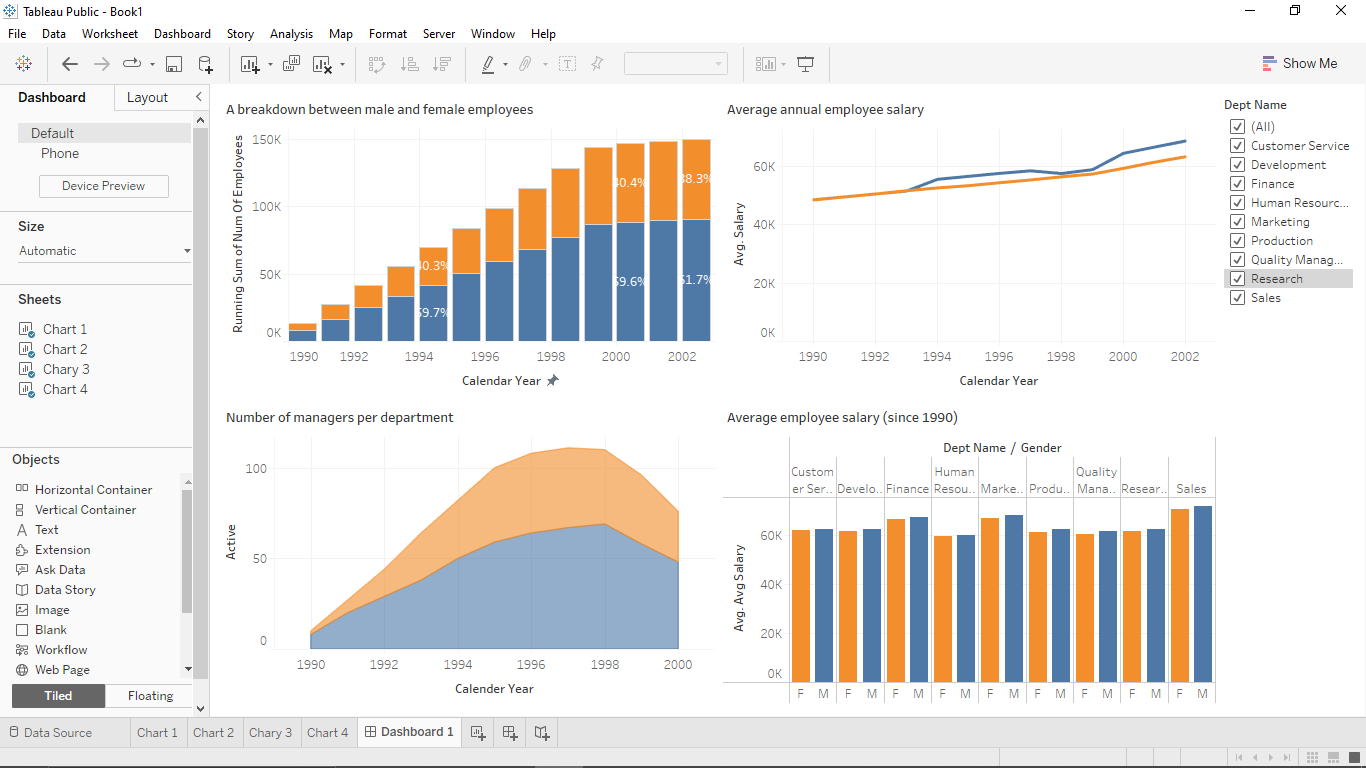 Tableau Public - Book1
File Data Worksheet Dashboard Story Analysis Map Format Server Window Help
Show Me
Dashboard Layout
Default
Phone
Device Preview
Size
Automatic
Sheets
Chart 1
Chart 2
Chary 3
Chart 4
Objects
Horizontal Container
Vertical Container
Text
Extension
Ask Data
Data Story
Image
Blank
Workflow
Web Page
Tiled Floating
A breakdown between male and female employees
Running Sum of Num Of Employees
150K
100K
50K
0K
40.3%
59.7%
40.4%
59.6%
38.3%
61.7%
1990 1992 1994 1996 1998 2000 2002
Calendar Year
Average annual employee salary
Avg. Salary
60K
40K
20K
0K
1990 1992 1994 1996 1998 2000 2002
Calendar Year
Dept Name
(All)
Customer Service
Development
Finance
Human Resourc...
Marketing
Production
Quality Manag...
Research
Sales
Number of managers per department
Active
100
50
0
1990 1992 1994 1996 1998 2000
Calender Year
Average employee salary (since 1990)
Dept Name / Gender
Custom Human Quality
er Ser.. Develo.. Finance Resou.. Marke.. Produ.. Mana.. Resear.. Sales
Avg. Avg Salary
60K
40K
20K
0K
F M F M F M F M F M F M F M F M F M
Data Source Chart 1 Chart 2 Chary 3 Chart 4 Dashboard 1